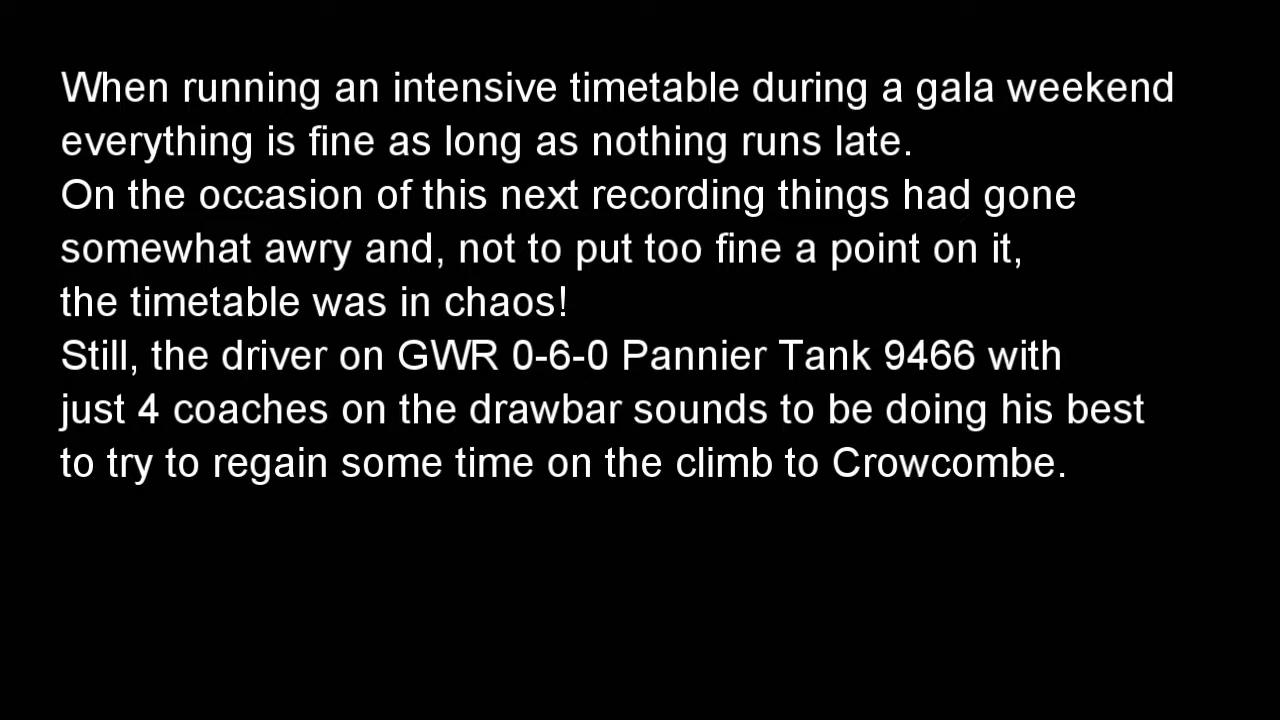 When running an intensive timetable during a gala weekend
everything is fine as long as nothing runs late.
On the occasion of this next recording things had gone
somewhat awry and, not to put too fine a point on it,
the timetable was in chaos!
Still, the driver on GWR 0-6-0 Pannier Tank 9466 with
just 4 coaches on the drawbar sounds to be doing his best
to try to regain some time on the climb to Crowcombe.